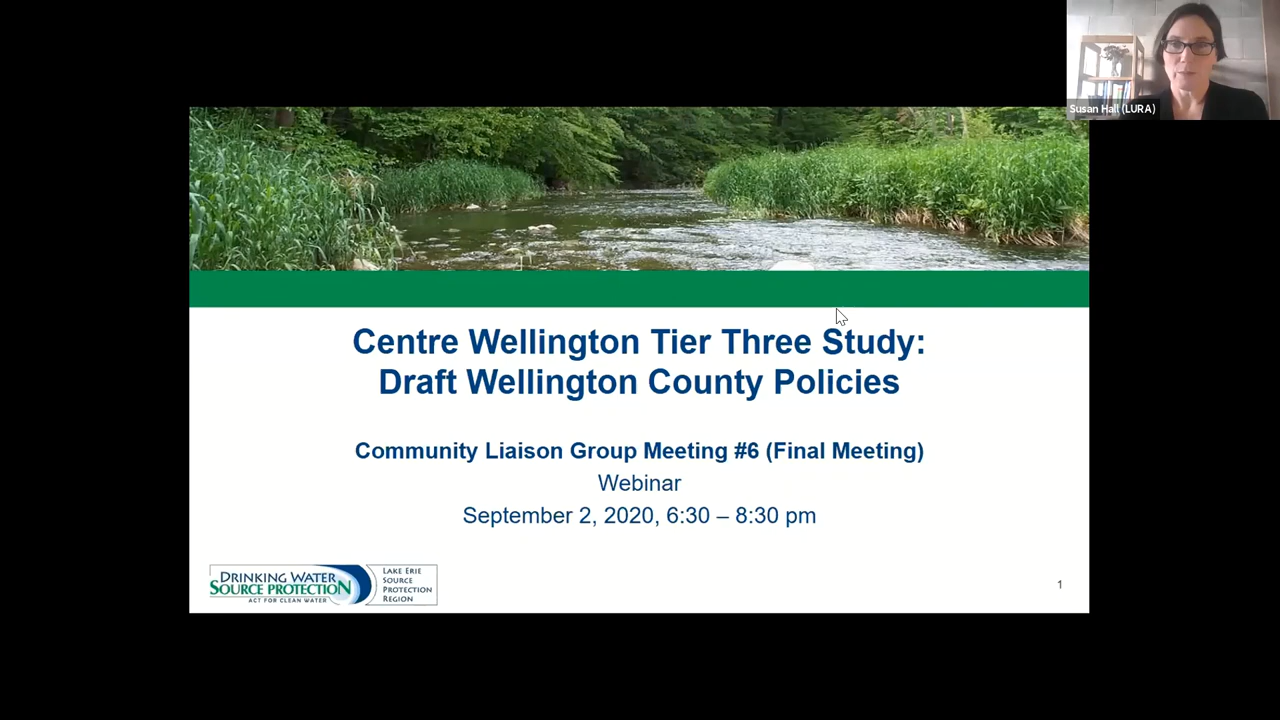 Susan Hall (LURA)
Centre Wellington Tier Three Study:
Draft Wellington County Policies
Community Liaison Group Meeting #6 (Final Meeting)
Webinar
September 2, 2020, 6:30 – 8:30 pm
DRINKING WATER
SOURCE PROTECTION
ACT FOR CLEAN WATER
LAKE ERIE
SOURCE
PROTECTION
REGION
1